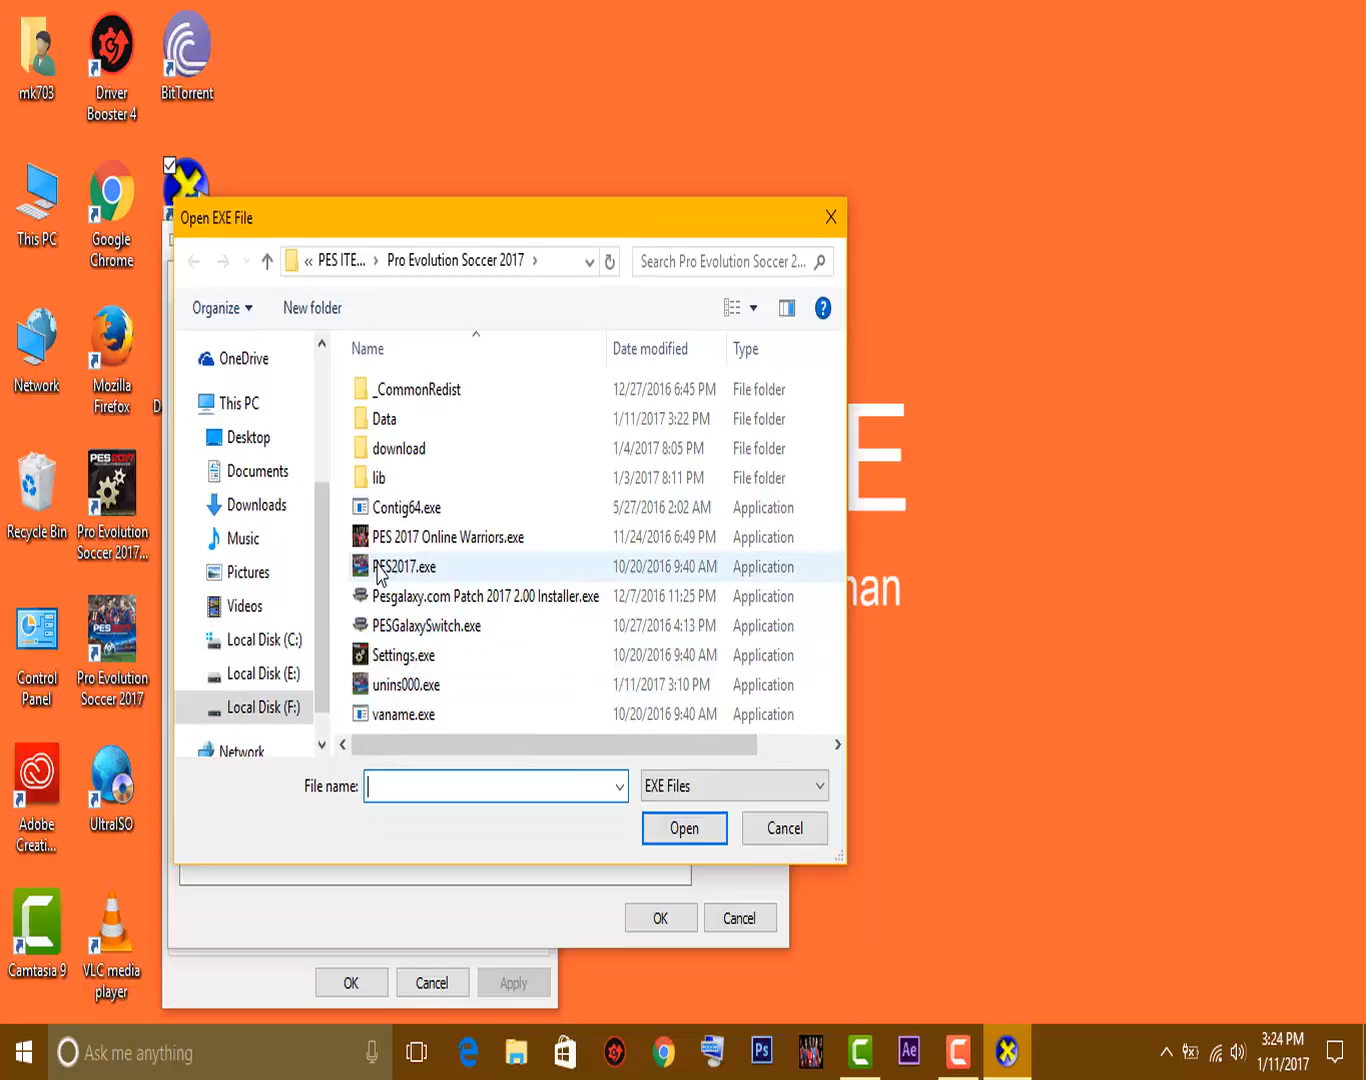 mk703
Driver
Booster 4
BitTorrent
This PC
Google
Chrome
Network
Mozilla
Firefox
D
Recycle Bin
Pro Evolution
Soccer 2017...
Control
Panel
Pro Evolution
Soccer 2017
Adobe
Creati...
UltraISO
Camtasia 9
VLC media
player
Open EXE File
« PES ITE... › Pro Evolution Soccer 2017 ›
Search Pro Evolution Soccer 2...
Organize
New folder
OneDrive
This PC
Desktop
Documents
Downloads
Music
Pictures
Videos
Local Disk (C:)
Local Disk (E:)
Local Disk (F:)
Network
Name Date modified Type
_CommonRedist 12/27/2016 6:45 PM File folder
Data 1/11/2017 3:22 PM File folder
download 1/4/2017 8:05 PM File folder
lib 1/3/2017 8:11 PM File folder
Contig64.exe 5/27/2016 2:02 AM Application
PES 2017 Online Warriors.exe 11/24/2016 6:49 PM Application
PES2017.exe 10/20/2016 9:40 AM Application
Pesgalaxy.com Patch 2017 2.00 Installer.exe 12/7/2016 11:25 PM Application
PESGalaxySwitch.exe 10/27/2016 4:13 PM Application
Settings.exe 10/20/2016 9:40 AM Application
unins000.exe 1/11/2017 3:10 PM Application
vaname.exe 10/20/2016 9:40 AM Application
File name:
EXE Files
Open
Cancel
OK
Cancel
OK
Cancel
Apply
E
han
Ask me anything
Ps
Ae
3:24 PM
1/11/2017